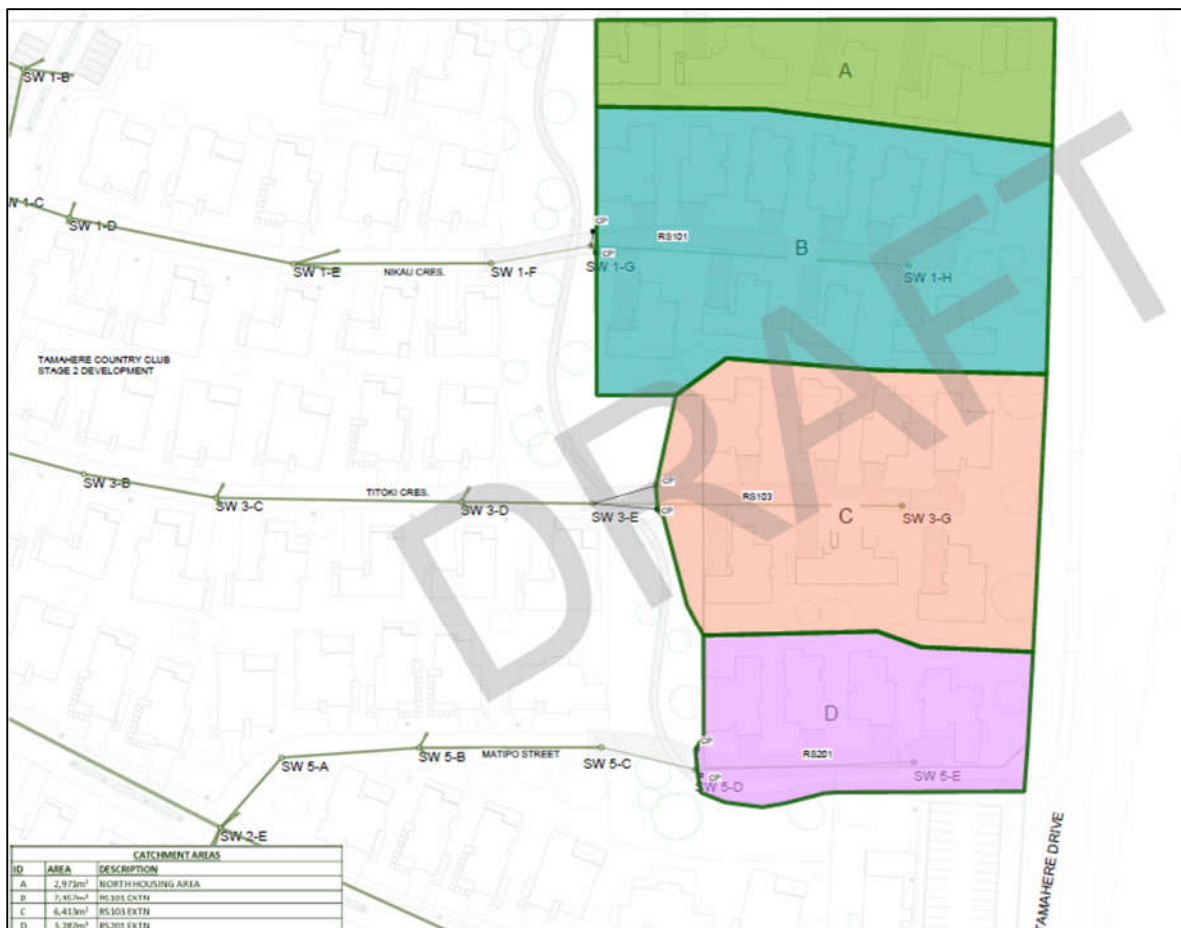 A
SW 1-B
W 1-C
SW 1-D
CP
RS101
B
CP
SW 1-G
SW 1-H
SW 1-E
NIKAU CRES.
SW 1-F
TAMAHERE COUNTRY CLUB
STAGE 2 DEVELOPMENT
DRAFT
SW 3-B
SW 3-C
TITOKI CRES.
SW 3-D
SW 3-E
CP
CP
RS103
C
SW 3-G
D
CP
RS201
SW 5-A
SW 5-B
MATIPO STREET
SW 5-C
CP
SW 5-D
SW 5-E
SW 2-E
TAMAHERE DRIVE
CATCHMENT AREAS
ID AREA DESCRIPTION
A 2,971m² NORTH HOUSING AREA
B RS101 EXTN
C 6,413m² RS103 EXTN
D 3,287m² RS201 EXTN